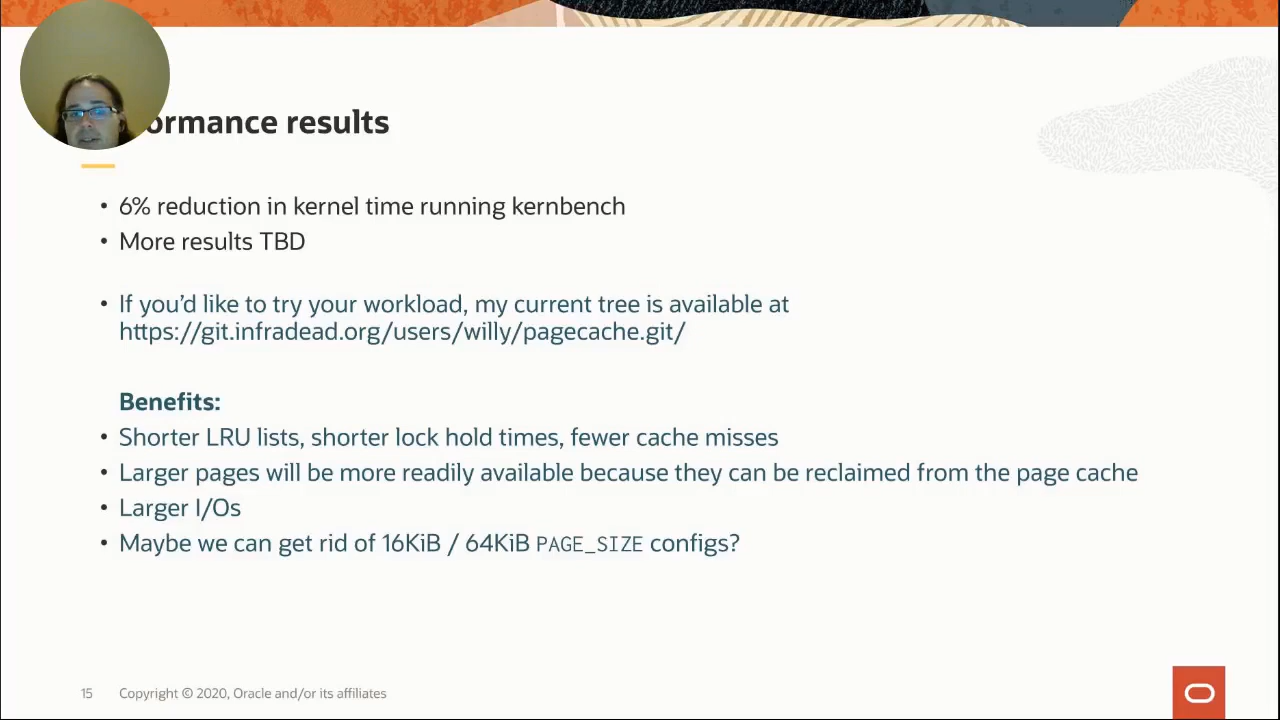 ormance results
• 6% reduction in kernel time running kernbench
• More results TBD
• If you’d like to try your workload, my current tree is available at
https://git.infradead.org/users/willy/pagecache.git/
Benefits:
• Shorter LRU lists, shorter lock hold times, fewer cache misses
• Larger pages will be more readily available because they can be reclaimed from the page cache
• Larger I/Os
• Maybe we can get rid of 16KiB / 64KiB PAGE_SIZE configs?
15 Copyright © 2020, Oracle and/or its affiliates